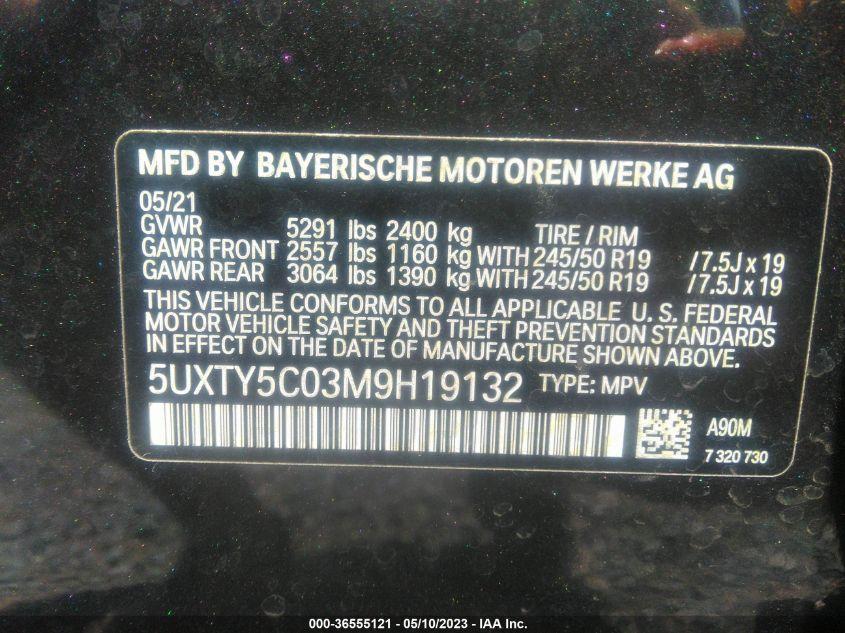 MFD BY BAYERISCHE MOTOREN WERKE AG
05/21
GVWR 5291 lbs 2400 kg TIRE / RIM
GAWR FRONT 2557 lbs 1160 kg WITH 245/50 R19 / 7.5J x 19
GAWR REAR 3064 lbs 1390 kg WITH 245/50 R19 / 7.5J x 19
THIS VEHICLE CONFORMS TO ALL APPLICABLE U. S. FEDERAL
MOTOR VEHICLE SAFETY AND THEFT PREVENTION STANDARDS
IN EFFECT ON THE DATE OF MANUFACTURE SHOWN ABOVE.
5UXTY5C03M9H19132 TYPE: MPV
A90M
7 320 730
000-36555121 - 05/10/2023 - IAA Inc.